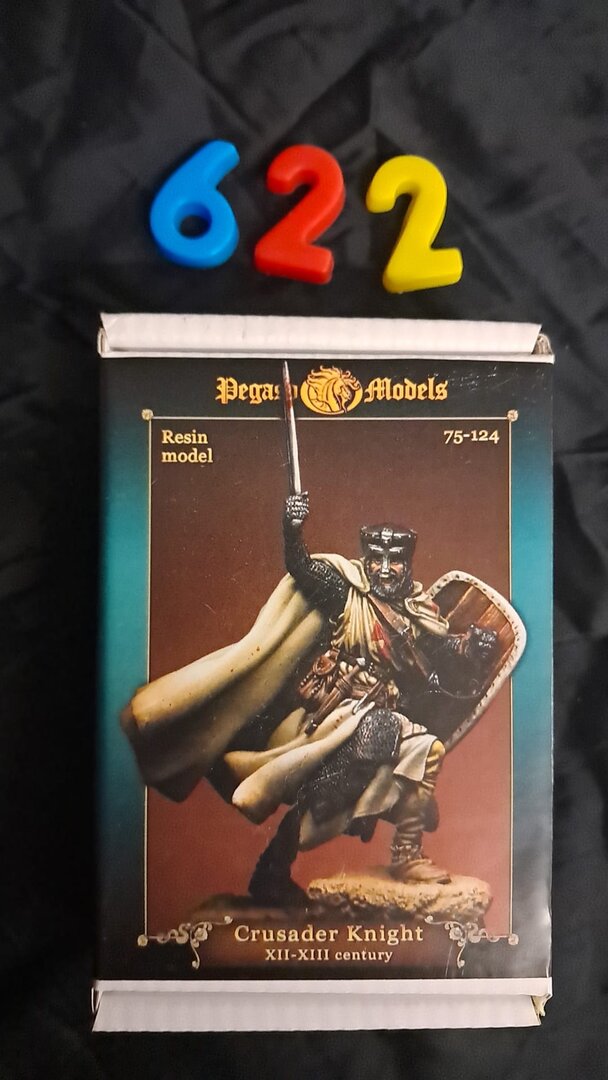 622
Pegaso Models
Resin
model
75-124
Crusader Knight
XII-XIII century